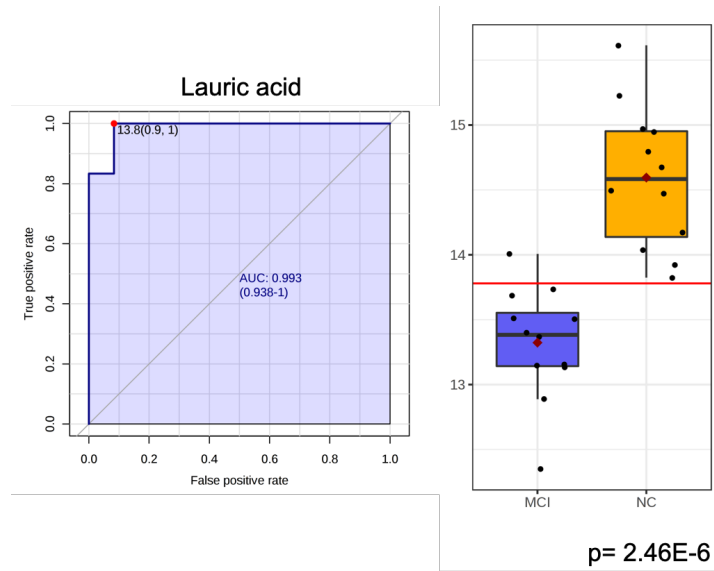 Lauric acid
1.0
0.8
0.6
0.4
0.2
0.0
True positive rate
13.8(0.9, 1)
AUC: 0.993
(0.938-1)
0.0 0.2 0.4 0.6 0.8 1.0
False positive rate
15
14
13
MCI NC
p= 2.46E-6